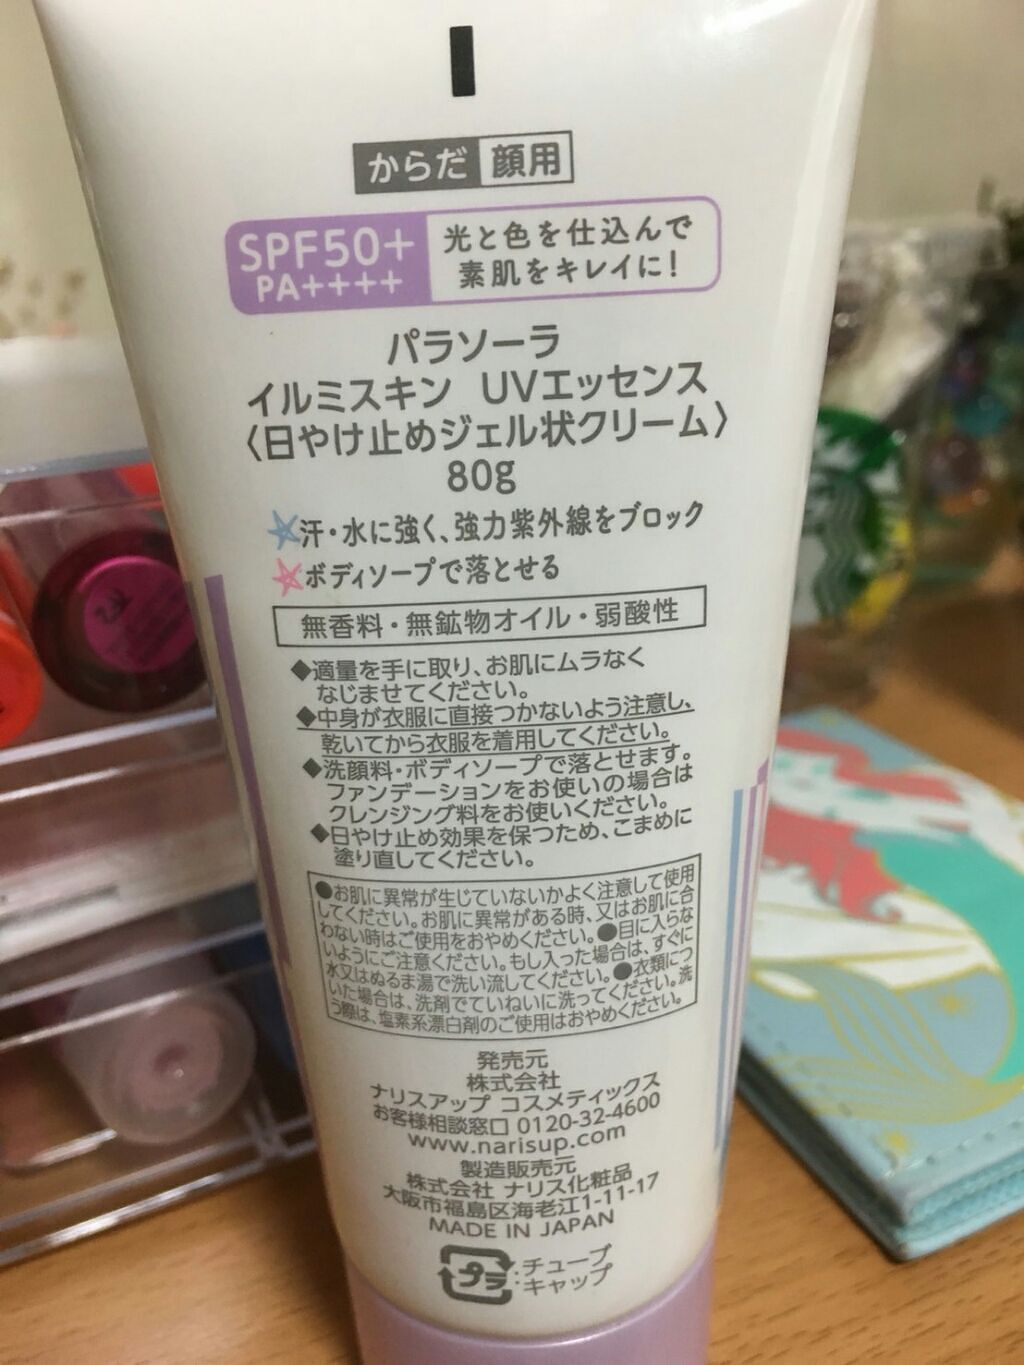 からだ 顔用
SPF50+
PA++++
光と色を仕込んで
素肌をキレイに!
パラソーラ
イルミスキン UVエッセンス
〈日やけ止めジェル状クリーム〉
80g
汗・水に強く、強力紫外線をブロック
ボディソープで落とせる
無香料・無鉱物オイル・弱酸性
◆適量を手に取り、お肌にムラなく
なじませてください。
◆中身が衣服に直接つかないよう注意し、
乾いてから衣服を着用してください。
◆洗顔料・ボディソープで落とせます。
ファンデーションをお使いの場合は
クレンジング料をお使いください。
◆日やけ止め効果を保つため、こまめに
塗り直してください。
●お肌に異常が生じていないかよく注意して使用
してください。お肌に異常がある時、又はお肌に合
わない時はご使用をおやめください。●目に入らな
いようにご注意ください。もし入った場合は、すぐに
水又はぬるま湯で洗い流してください。●衣類につ
いた場合は、洗剤でていねいに洗ってください。洗
う際は、塩素系漂白剤のご使用はおやめください。
発売元
株式会社
ナリスアップ コスメティックス
お客様相談窓口 0120-32-4600
www.narisup.com
製造販売元
株式会社 ナリス化粧品
大阪市福島区海老江1-11-17
MADE IN JAPAN
プラ :チューブ
:キャップ